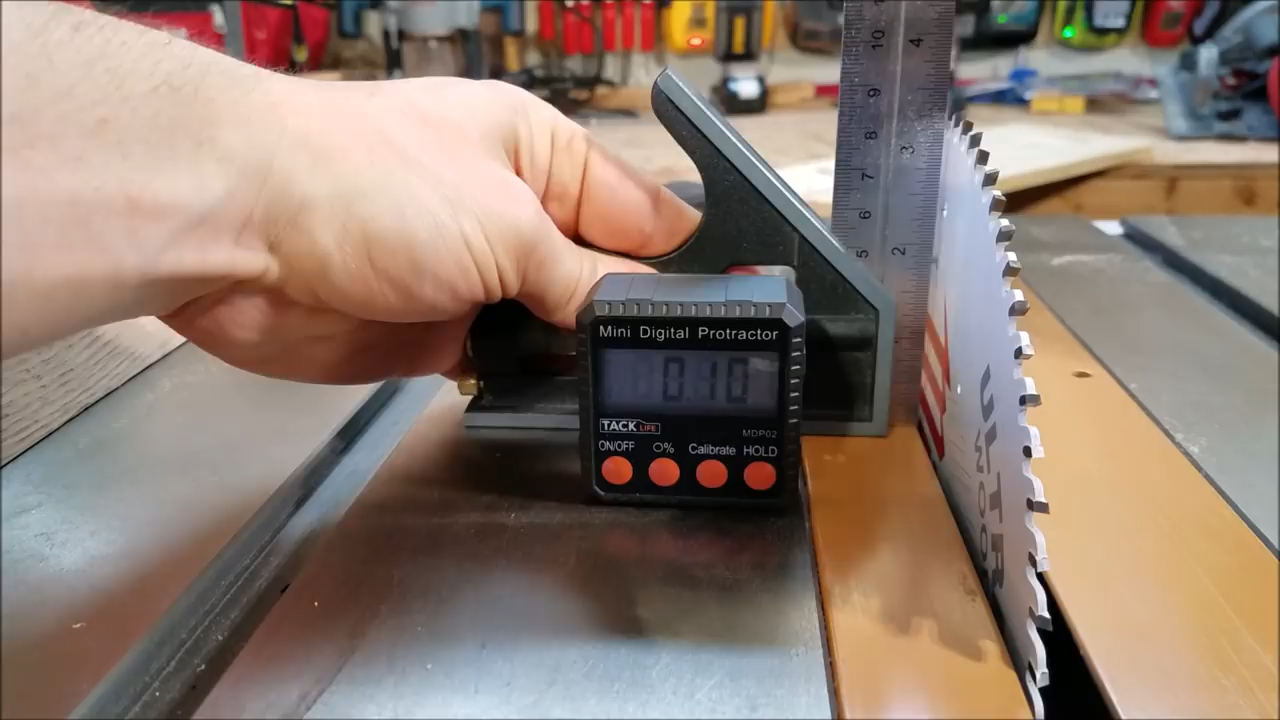 10
4
9
8
3
7
6
5
2
Mini Digital Protractor
0.10
TACK LIFE
MDP02
ON/OFF O% Calibrate HOLD
ULTR
WOO